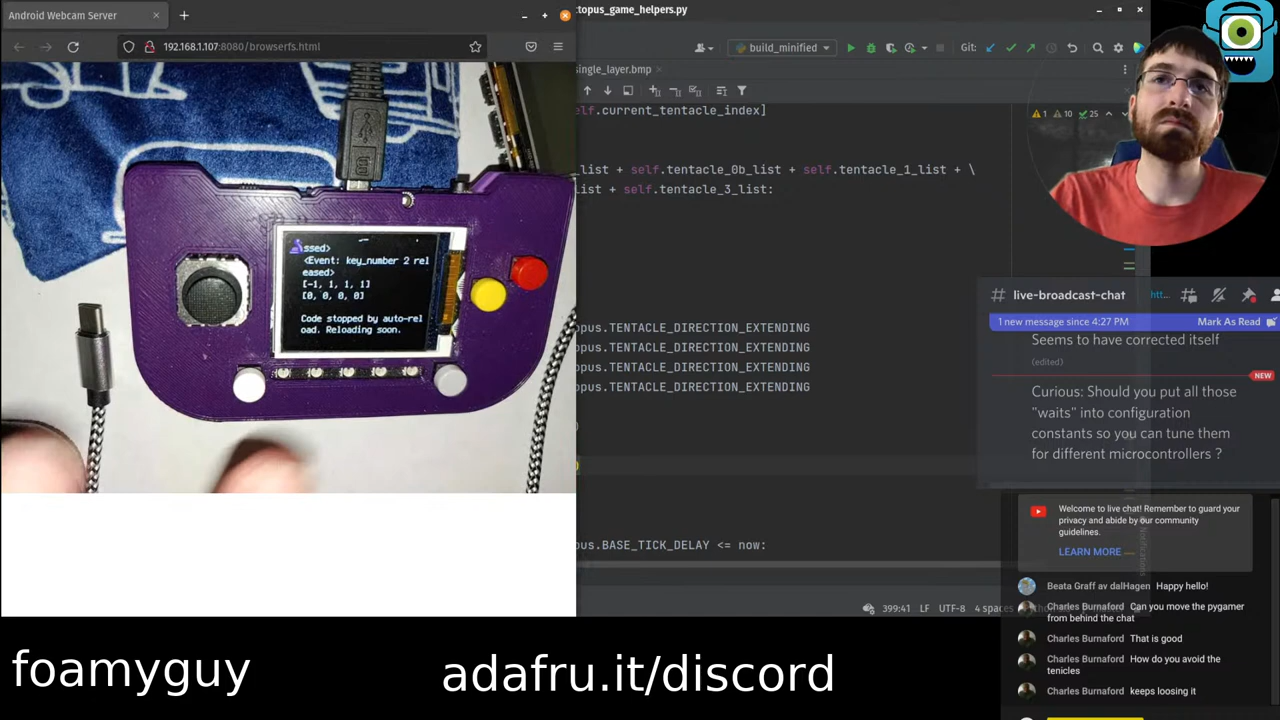 Android Webcam Server
192.168.1.107:8080/browserfs.html
ssed>
<Event: key_number 2 rel
eased>
[-1, 1, 1, 1]
[0, 0, 0, 0]
Code stopped by auto-rel
oad. Reloading soon.
ctopus_game_helpers.py
build_minified
Git:
single_layer.bmp
elf.current_tentacle_index]
1
10
25
_list + self.tentacle_0b_list + self.tentacle_1_list + \
list + self.tentacle_3_list:
opus.TENTACLE_DIRECTION_EXTENDING
opus.TENTACLE_DIRECTION_EXTENDING
opus.TENTACLE_DIRECTION_EXTENDING
opus.TENTACLE_DIRECTION_EXTENDING
)
pus.BASE_TICK_DELAY <= now:
399:41 LF UTF-8 4 spaces
Notifications
# live-broadcast-chat
htt...
1 new message since 4:27 PM
Mark As Read
Seems to have corrected itself
(edited)
NEW
Curious: Should you put all those
"waits" into configuration
constants so you can tune them
for different microcontrollers ?
Welcome to live chat! Remember to guard your
privacy and abide by our community
guidelines.
LEARN MORE
Beata Graff av dalHagen Happy hello!
Charles Burnaford Can you move the pygamer
from behind the chat
Charles Burnaford That is good
Charles Burnaford How do you avoid the
tenicles
Charles Burnaford keeps loosing it
foamyguy
adafru.it/discord